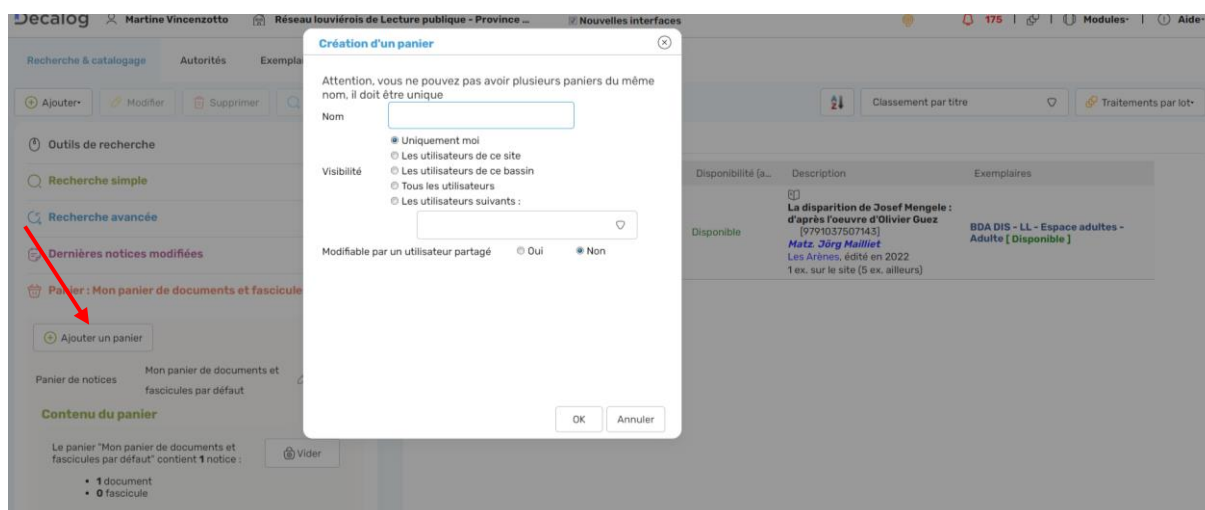 Decalog Martine Vincenzotto Réseau louviérois de Lecture publique - Province ... Nouvelles interfaces 175 | | Modules | Aide
Recherche & catalogage Autorités Exempla
Ajouter Modifier Supprimer Classement par titre Traitements par lot
Création d'un panier
Attention, vous ne pouvez pas avoir plusieurs paniers du même
nom, il doit être unique
Nom
Visibilité
Uniquement moi
Les utilisateurs de ce site
Les utilisateurs de ce bassin
Tous les utilisateurs
Les utilisateurs suivants :
Modifiable par un utilisateur partagé Oui Non
OK Annuler
Outils de recherche
Recherche simple
Recherche avancée
Dernières notices modifiées
Panier : Mon panier de documents et fascicule
Ajouter un panier
Panier de notices Mon panier de documents et
fascicules par défaut
Contenu du panier
Le panier "Mon panier de documents et
fascicules par défaut" contient 1 notice :
Vider
• 1 document
• 0 fascicule
Disponibilité (a... Description Exemplaires
Disponible
La disparition de Josef Mengele :
d'après l'oeuvre d'Olivier Guez
[9791037507143]
Matz. Jörg Mailliet
Les Arènes, édité en 2022
1 ex. sur le site (5 ex. ailleurs)
BDA DIS - LL - Espace adultes -
Adulte [ Disponible ]